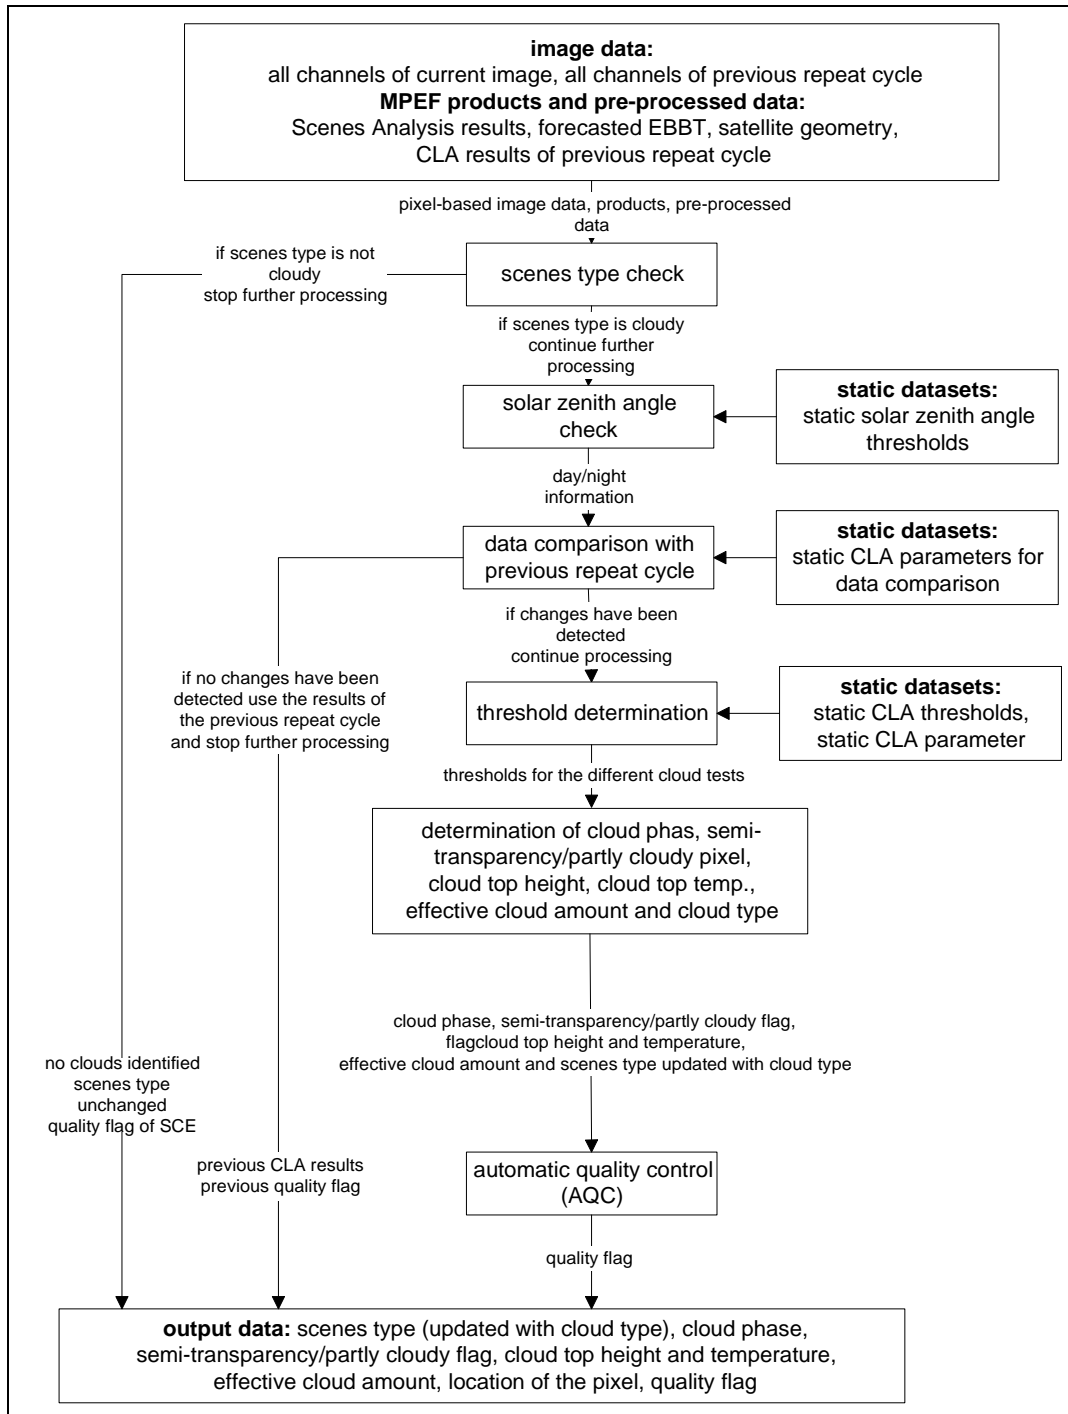 image data:
all channels of current image, all channels of previous repeat cycle
MPEF products and pre-processed data:
Scenes Analysis results, forecasted EBBT, satellite geometry,
CLA results of previous repeat cycle
pixel-based image data, products, pre-processed
data
if scenes type is not
cloudy
stop further processing
scenes type check
if scenes type is cloudy
continue further
processing
solar zenith angle
check
static datasets:
static solar zenith angle
thresholds
day/night
information
data comparison with
previous repeat cycle
static datasets:
static CLA parameters for
data comparison
if changes have been
detected
continue processing
if no changes have been
detected use the results of
the previous repeat cycle
and stop further processing
threshold determination
static datasets:
static CLA thresholds,
static CLA parameter
thresholds for the different cloud tests
determination of cloud phas, semi-
transparency/partly cloudy pixel,
cloud top height, cloud top temp.,
effective cloud amount and cloud type
cloud phase, semi-transparency/partly cloudy flag,
flagcloud top height and temperature,
effective cloud amount and scenes type updated with cloud type
no clouds identified
scenes type
unchanged
quality flag of SCE
previous CLA results
previous quality flag
automatic quality control
(AQC)
quality flag
output data: scenes type (updated with cloud type), cloud phase,
semi-transparency/partly cloudy flag, cloud top height and temperature,
effective cloud amount, location of the pixel, quality flag